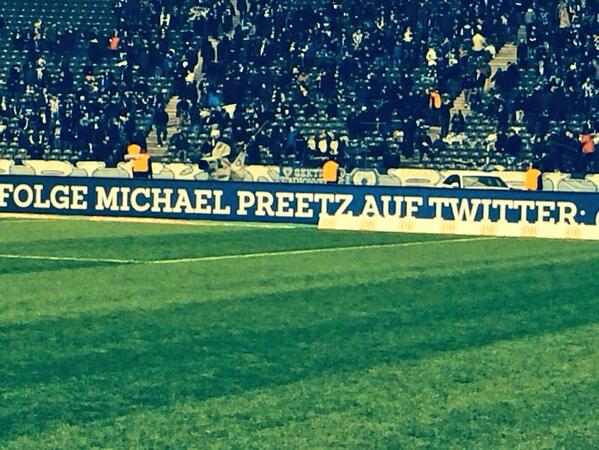 FOLGE MICHAEL PREETZ AUF TWITTER: